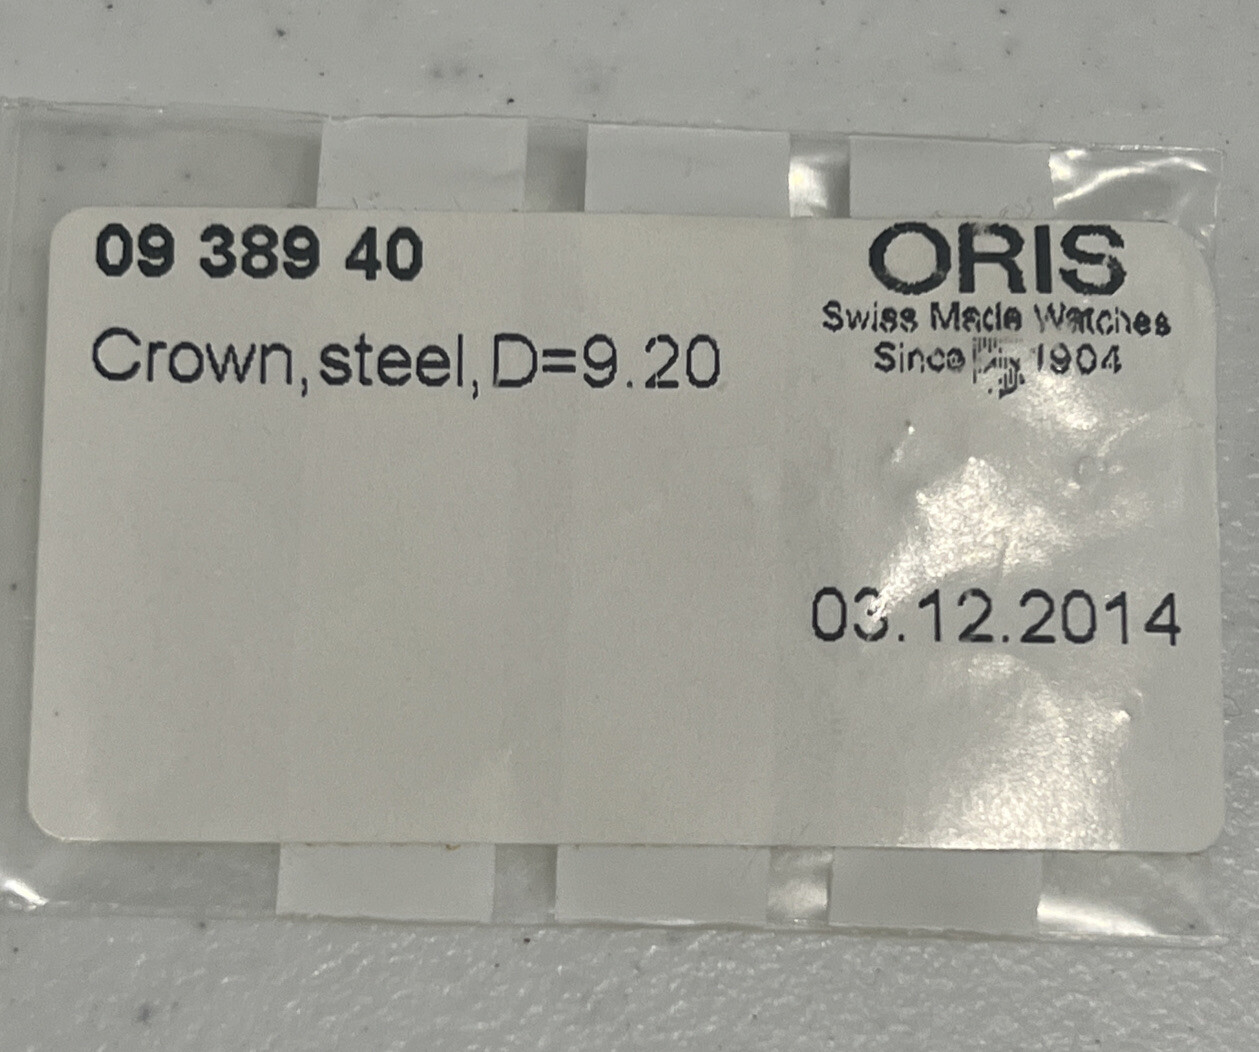 09 389 40
ORIS
Swiss Made Watches
Since 1904
Crown, steel, D=9.20
03.12.2014